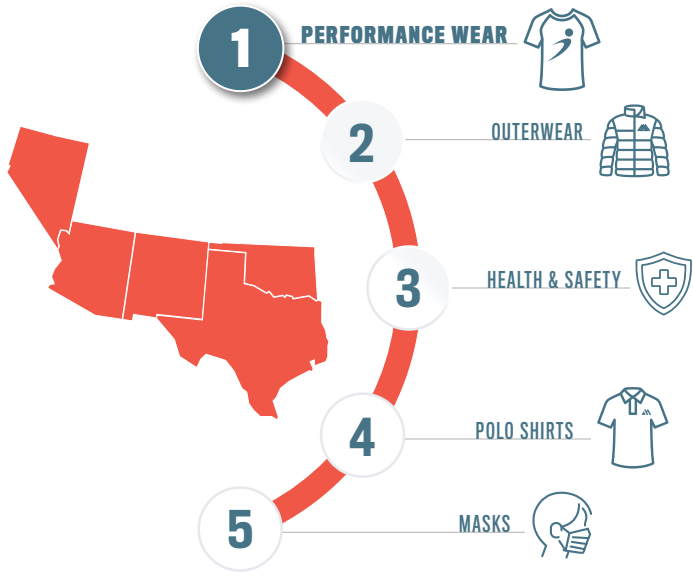 1 PERFORMANCE WEAR
2 OUTERWEAR
3 HEALTH & SAFETY
4 POLO SHIRTS
5 MASKS